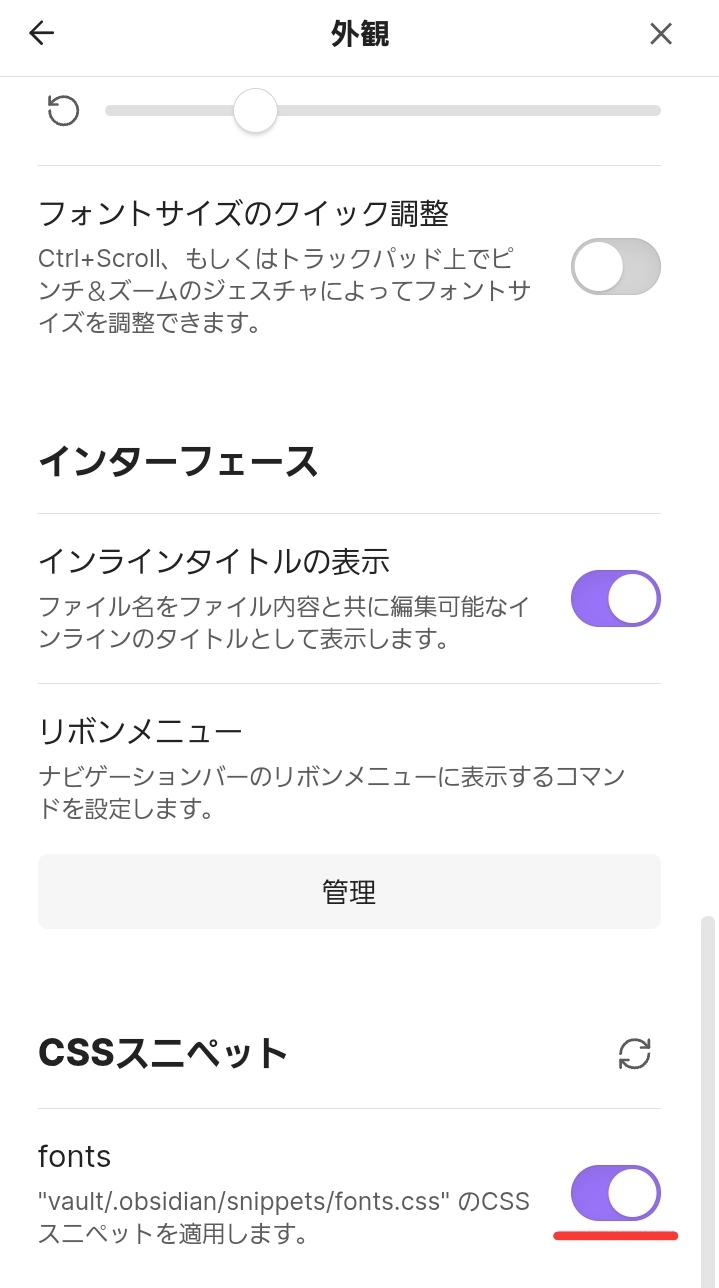 外観
フォントサイズのクイック調整
Ctrl+Scroll、もしくはトラックパッド上でピ
ンチ＆ズームのジェスチャによってフォントサ
イズを調整できます。
インターフェース
インラインタイトルの表示
ファイル名をファイル内容と共に編集可能なイ
ンラインのタイトルとして表示します。
リボンメニュー
ナビゲーションバーのリボンメニューに表示するコマン
ドを設定します。
管理
CSSスニペット
fonts
"vault/.obsidian/snippets/fonts.css" のCSS
スニペットを適用します。